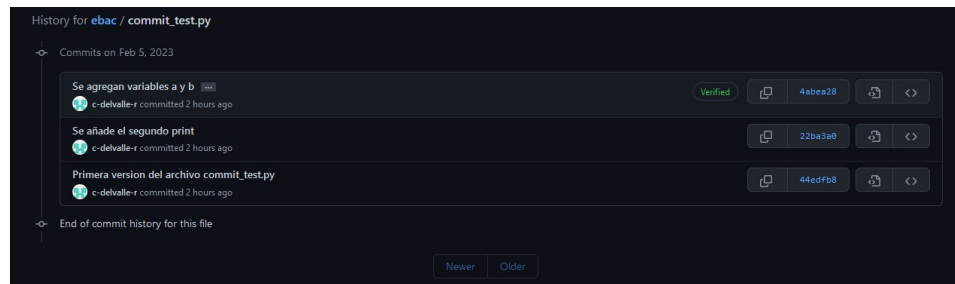 History for ebac / commit_test.py
Commits on Feb 5, 2023
Se agregan variables a y b ...
Verified
4abea28
c-delvalle-r committed 2 hours ago
Se añade el segundo print
22ba3a0
c-delvalle-r committed 2 hours ago
Primera version del archivo commit_test.py
44edfb8
c-delvalle-r committed 2 hours ago
End of commit history for this file
Newer Older